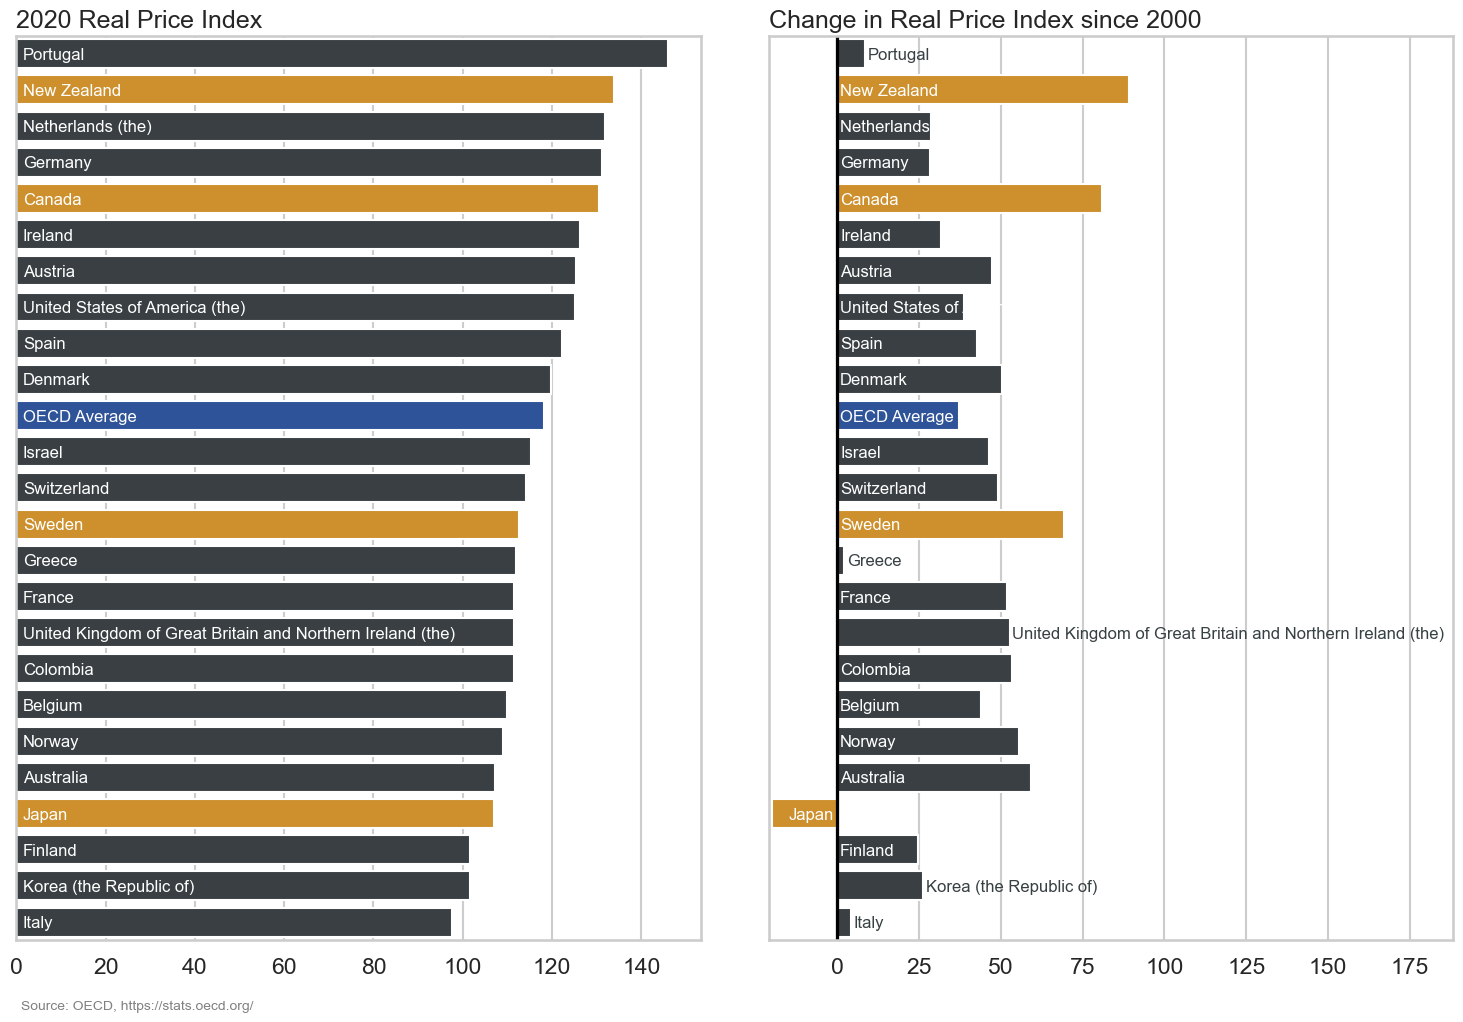 2020 Real Price Index
Portugal
New Zealand
Netherlands (the)
Germany
Canada
Ireland
Austria
United States of America (the)
Spain
Denmark
OECD Average
Israel
Switzerland
Sweden
Greece
France
United Kingdom of Great Britain and Northern Ireland (the)
Colombia
Belgium
Norway
Australia
Japan
Finland
Korea (the Republic of)
Italy
0 20 40 60 80 100 120 140
Change in Real Price Index since 2000
Portugal
New Zealand
Netherlands
Germany
Canada
Ireland
Austria
United States of
Spain
Denmark
OECD Average
Israel
Switzerland
Sweden
Greece
France
United Kingdom of Great Britain and Northern Ireland (the)
Colombia
Belgium
Norway
Australia
Japan
Finland
Korea (the Republic of)
Italy
0 25 50 75 100 125 150 175
Source: OECD, https://stats.oecd.org/